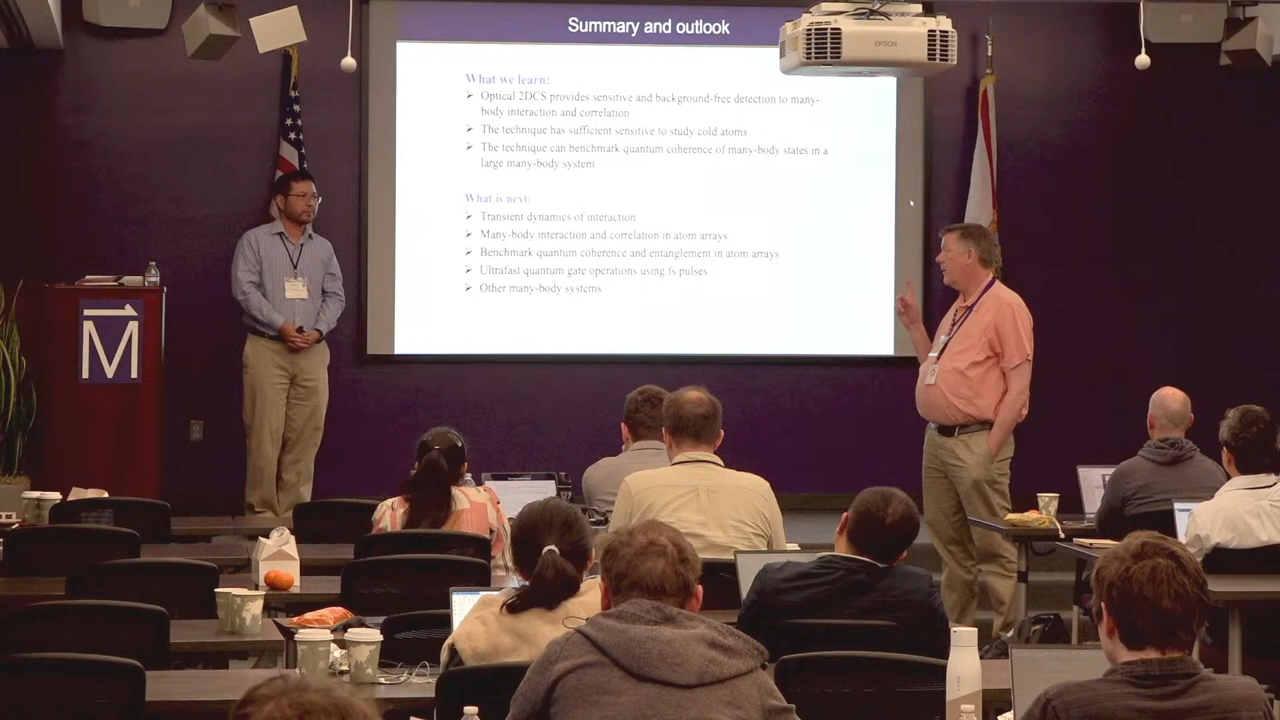 Summary and outlook
EPSON
What we learn:
➢ Optical 2DCS provides sensitive and background-free detection to many-
body interaction and correlation
➢ The technique has sufficient sensitive to study cold atoms
➢ The technique can benchmark quantum coherence of many-body states in a
large many-body system
What is next:
➢ Transient dynamics of interaction
➢ Many-body interaction and correlation in atom arrays
➢ Benchmark quantum coherence and entanglement in atom arrays
➢ Ultrafast quantum gate operations using fs pulses
➢ Other many-body systems
M